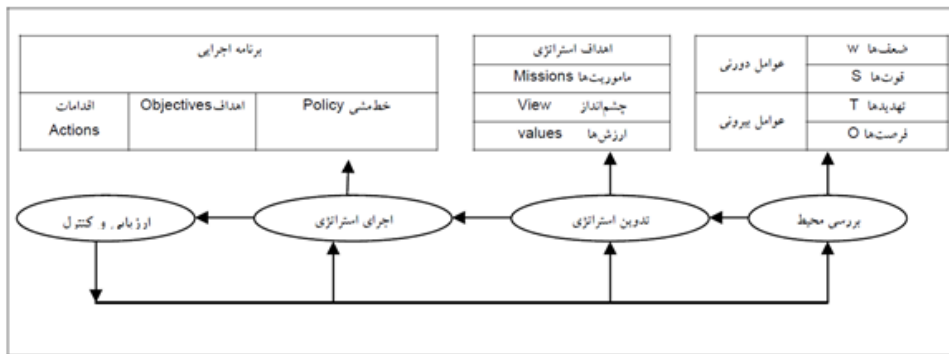 ضعف‌ها W
عوامل دورنی
قوت‌ها S
تهدیدها T
عوامل بیرونی
فرصت‌ها O
اهداف استراتژی
ماموریت‌ها Missions
چشم‌انداز View
ارزش‌ها values
برنامه اجرایی
خط‌مشی Policy
اهداف Objectives
اقدامات
Actions
بررسی محیط
تدوین استراتژی
اجرای استراتژی
ارزیابی و کنترل